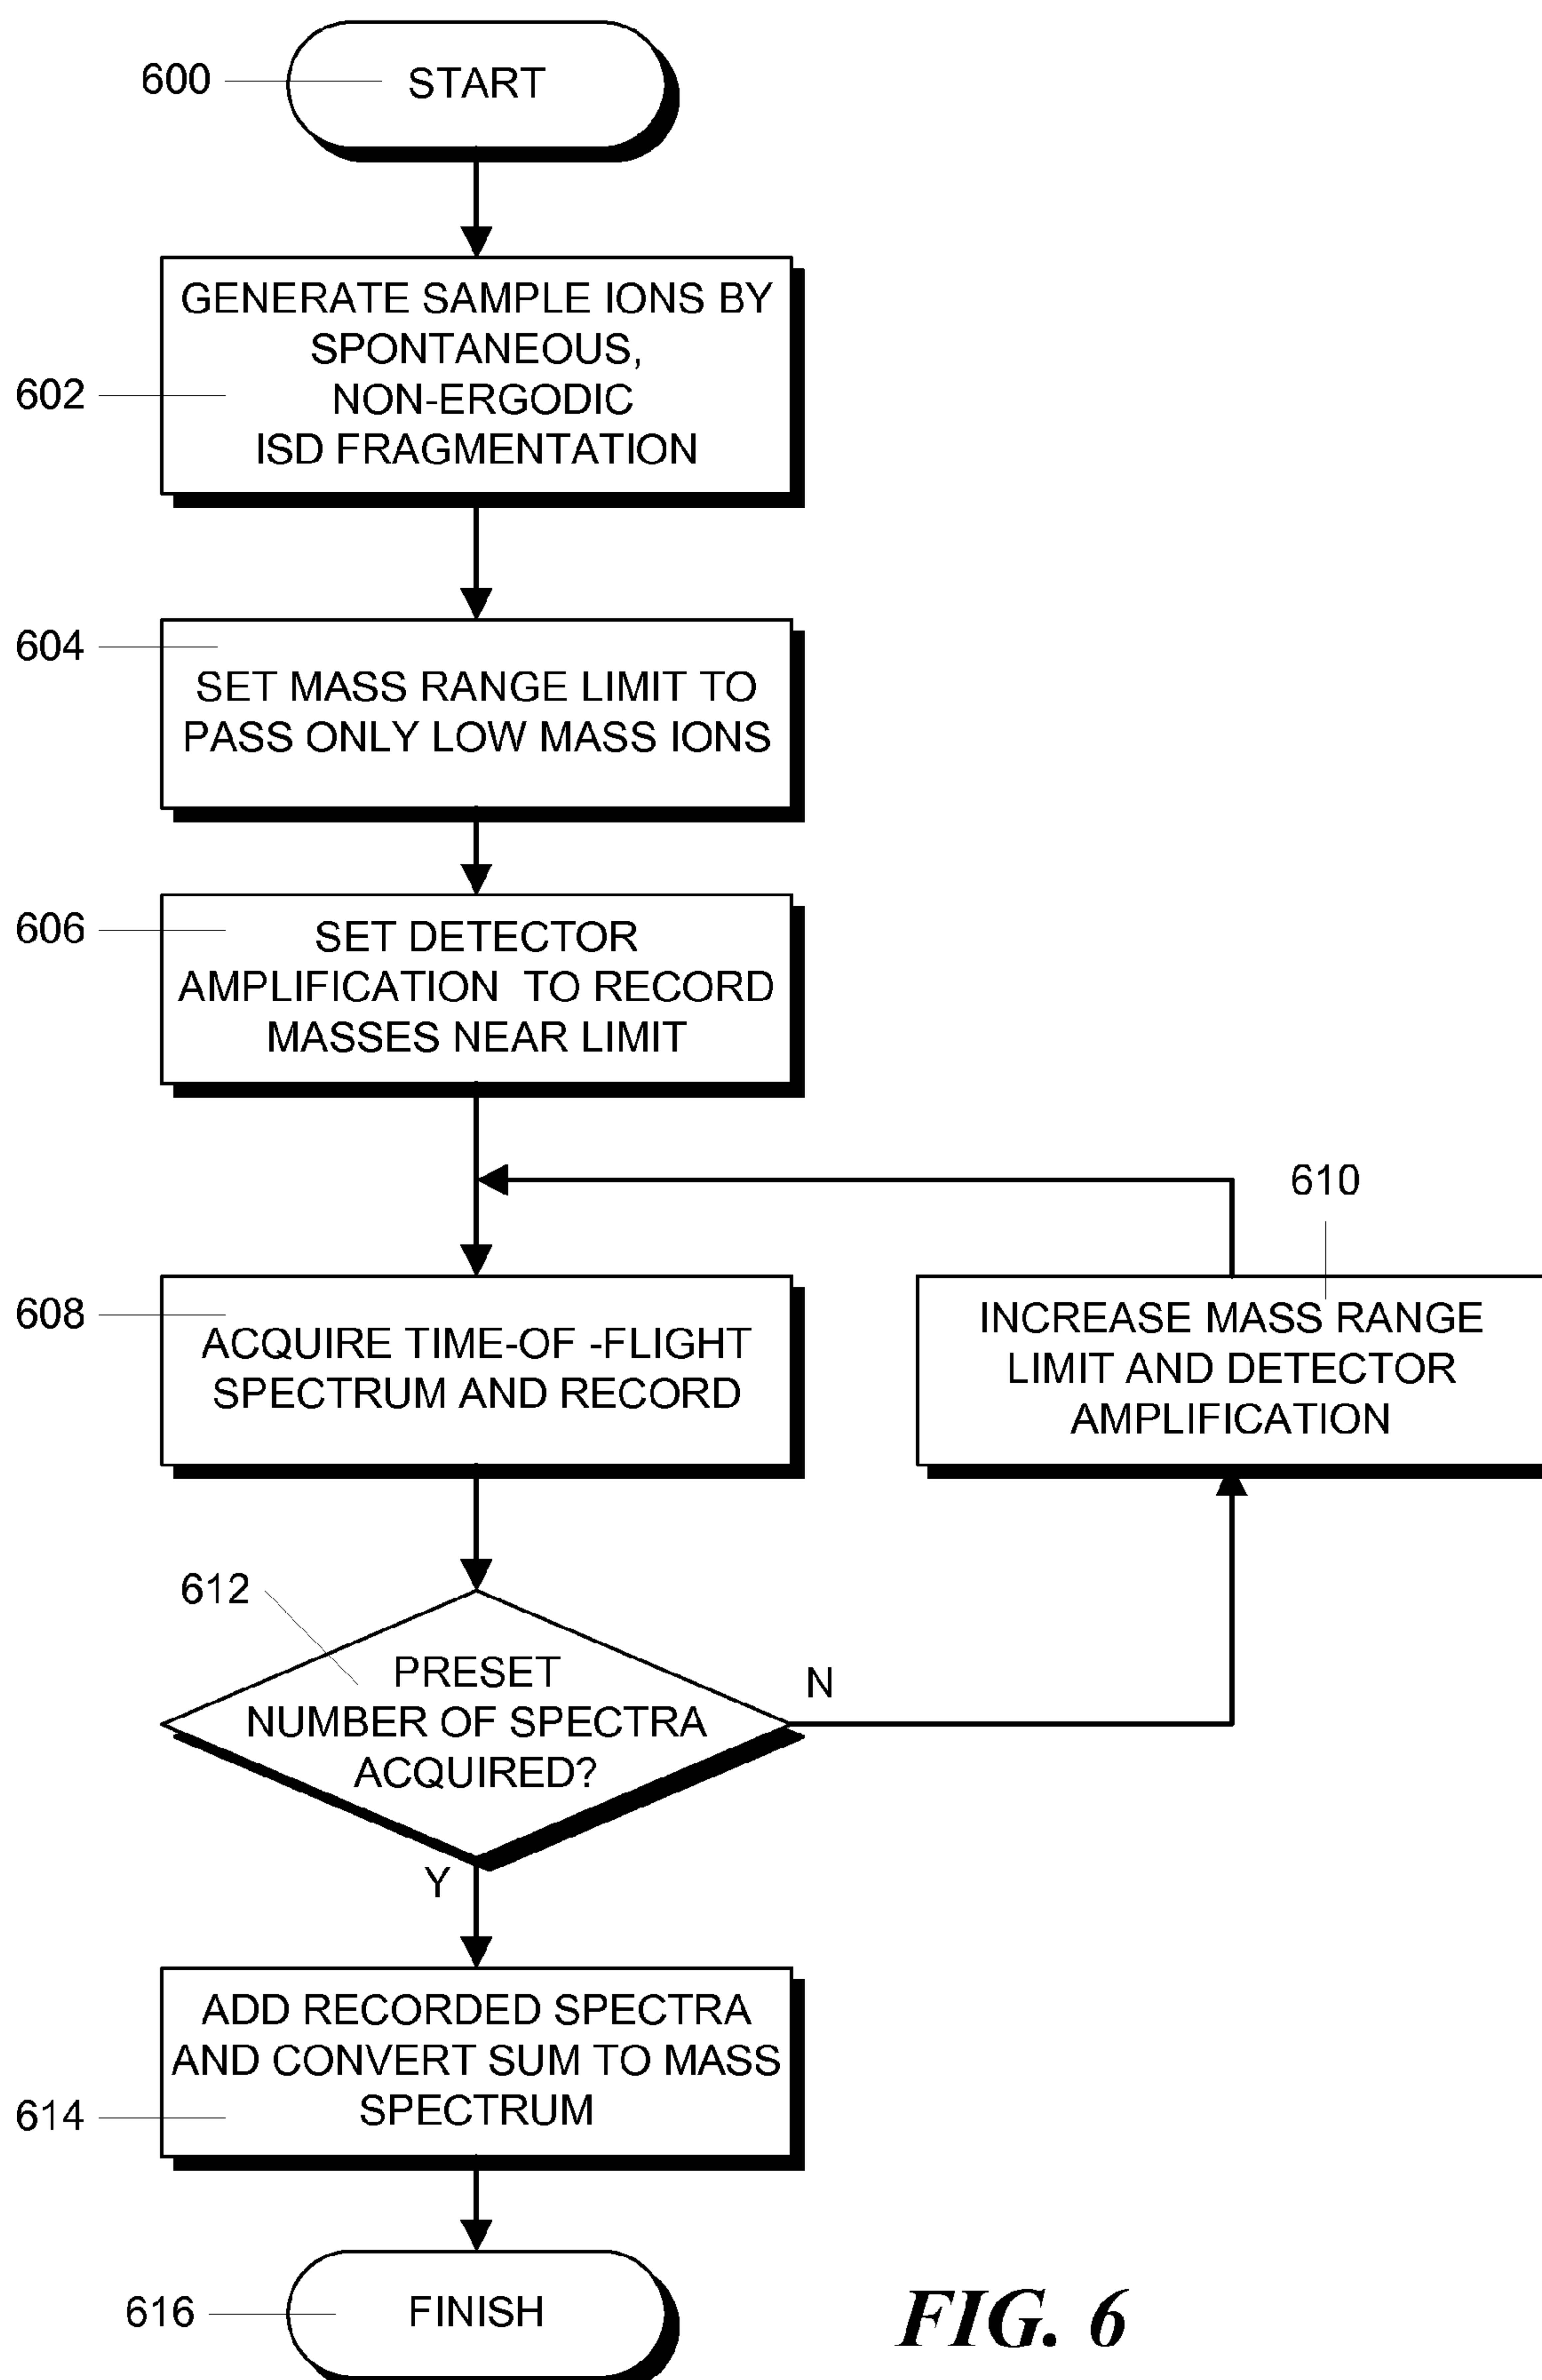 600
START
602
GENERATE SAMPLE IONS BY
SPONTANEOUS,
NON-ERGODIC
ISD FRAGMENTATION
604
SET MASS RANGE LIMIT TO
PASS ONLY LOW MASS IONS
606
SET DETECTOR
AMPLIFICATION TO RECORD
MASSES NEAR LIMIT
610
608
ACQUIRE TIME-OF -FLIGHT
SPECTRUM AND RECORD
INCREASE MASS RANGE
LIMIT AND DETECTOR
AMPLIFICATION
612
PRESET
NUMBER OF SPECTRA
ACQUIRED?
N
Y
ADD RECORDED SPECTRA
AND CONVERT SUM TO MASS
SPECTRUM
614
616
FINISH
FIG. 6